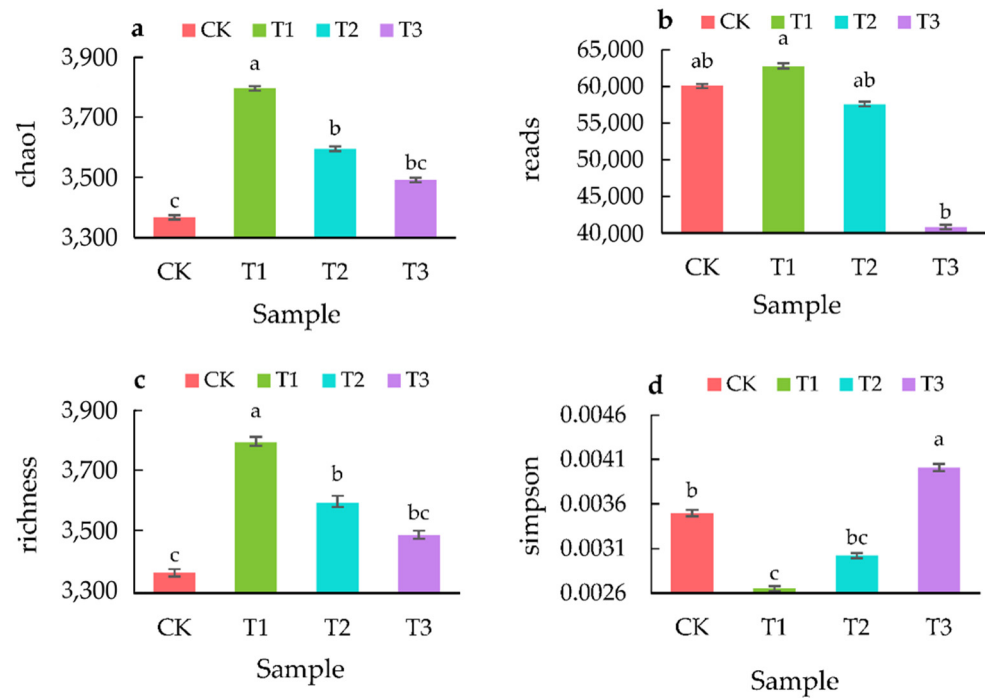 a CK T1 T2 T3
3,900
3,700
3,500
3,300
chao1
c a b bc
CK T1 T2 T3
Sample
b CK T1 T2 T3
65,000
60,000
55,000
50,000
45,000
40,000
reads
ab a ab b
CK T1 T2 T3
Sample
c CK T1 T2 T3
3,900
3,700
3,500
3,300
richness
c a b bc
CK T1 T2 T3
Sample
d CK T1 T2 T3
0.0046
0.0041
0.0036
0.0031
0.0026
simpson
b c bc a
CK T1 T2 T3
Sample